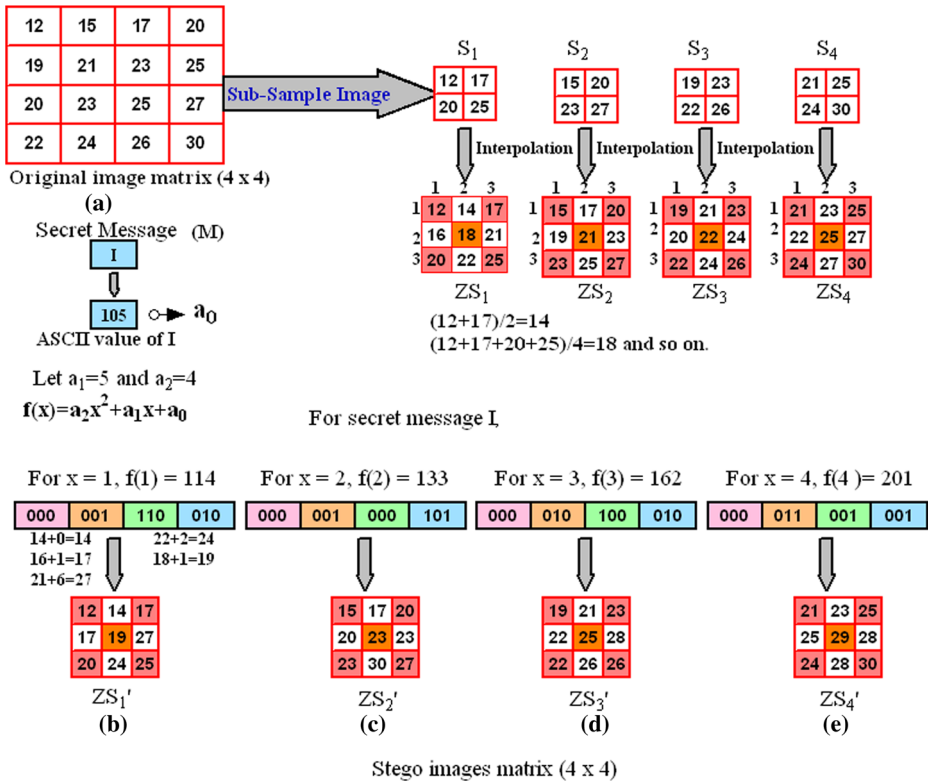 12 15 17 20
19 21 23 25
20 23 25 27
22 24 26 30
Original image matrix (4 x 4)
(a)
Sub-Sample Image
S1 S2 S3 S4
12 17 15 20 19 23 21 25
20 25 23 27 22 26 24 30
Interpolation Interpolation Interpolation
1 2 3 1 2 3 1 2 3 1 2 3
1 12 14 17 1 15 17 20 1 19 21 23 1 21 23 25
2 16 18 21 2 19 21 23 2 20 22 24 2 22 25 27
3 20 22 25 3 23 25 27 3 22 24 26 3 24 27 30
ZS1 ZS2 ZS3 ZS4
(12+17)/2=14
(12+17+20+25)/4=18 and so on.
Secret Message (M)
I
105 a0
ASCII value of I
Let a1=5 and a2=4
f(x)=a2x²+a1x+a0
For secret message I,
For x = 1, f(1) = 114 For x = 2, f(2) = 133 For x = 3, f(3) = 162 For x = 4, f(4 )= 201
000 001 110 010 000 001 000 101 000 010 100 010 000 011 001 001
14+0=14 22+2=24
16+1=17 18+1=19
21+6=27
12 14 17 15 17 20 19 21 23 21 23 25
17 19 27 20 23 23 22 25 28 25 29 28
20 24 25 23 30 27 22 26 26 24 28 30
ZS1' ZS2' ZS3' ZS4'
(b) (c) (d) (e)
Stego images matrix (4 x 4)